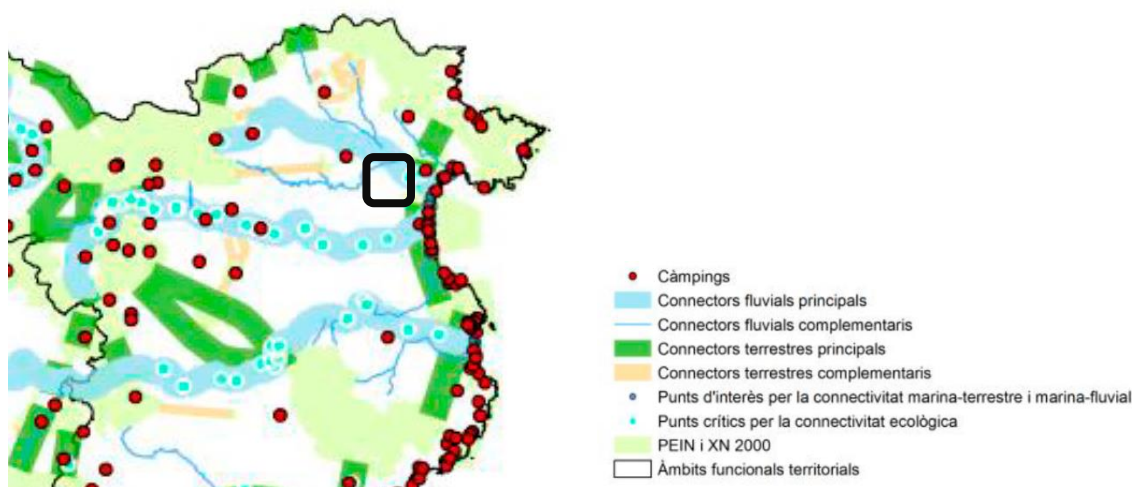 Càmpings
Connectors fluvials principals
Connectors fluvials complementaris
Connectors terrestres principals
Connectors terrestres complementaris
Punts d'interès per la connectivitat marina-terrestre i marina-fluvial
Punts crítics per la connectivitat ecològica
PEIN i XN 2000
Àmbits funcionals territorials